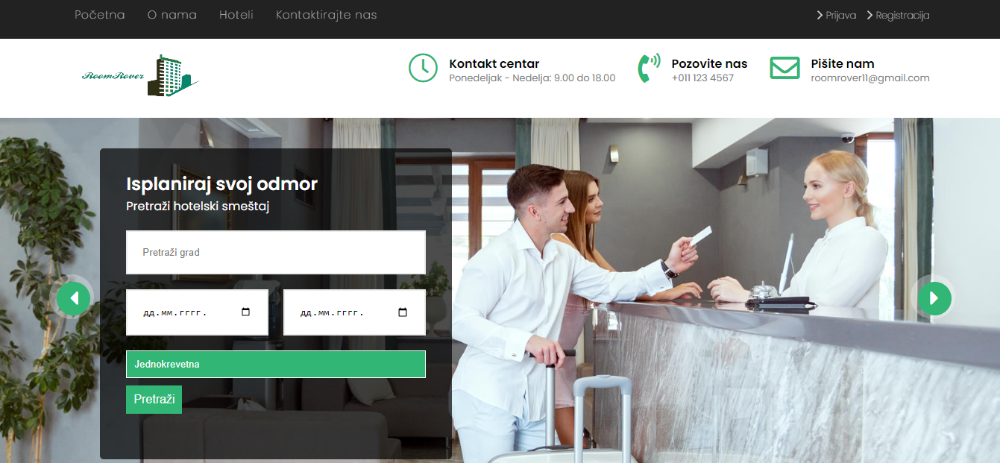 Početna O nama Hoteli Kontaktirajte nas Prijava Registracija
RoomRover
Kontakt centar
Ponedeljak - Nedelja: 9.00 do 18.00
Pozovite nas
+011 123 4567
Pišite nam
roomrover11@gmail.com
Isplaniraj svoj odmor
Pretraži hotelski smeštaj
Pretraži grad
дд.мм.гггг. дд.мм.гггг.
Jednokrevetna
Pretraži